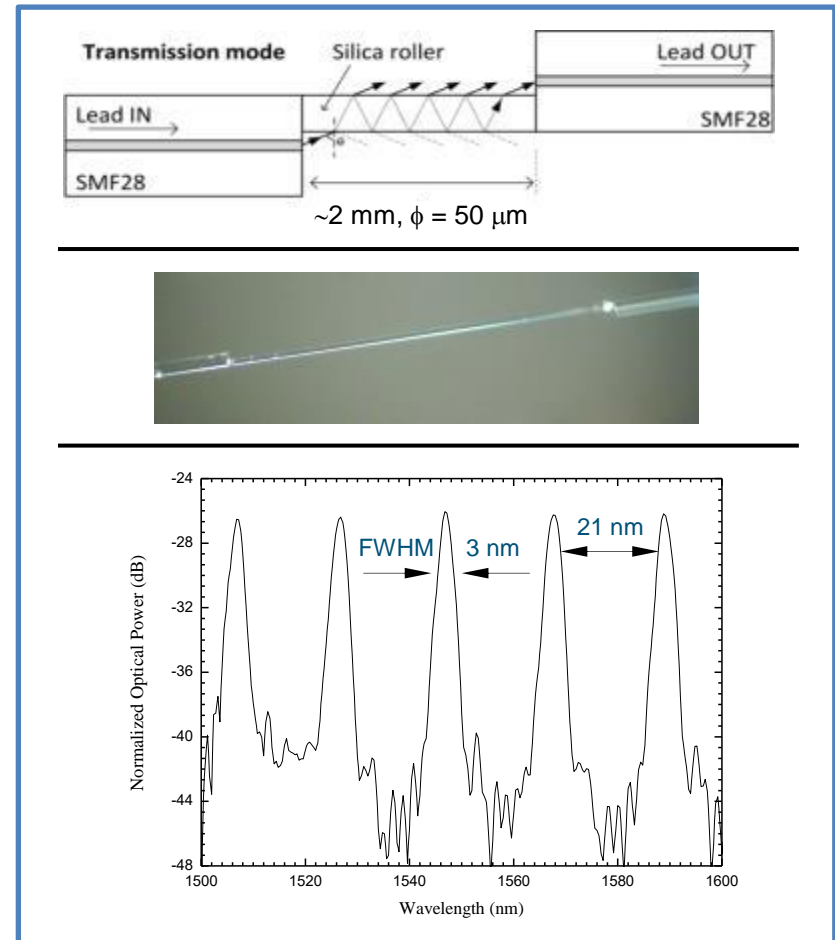 Transmission mode
Silica roller
Lead OUT
Lead IN
SMF28
SMF28
~2 mm, ϕ = 50 μm
-24
-28
-32
-36
-40
-44
-48
Normalized Optical Power (dB)
FWHM 3 nm
21 nm
1500 1520 1540 1560 1580 1600
Wavelength (nm)